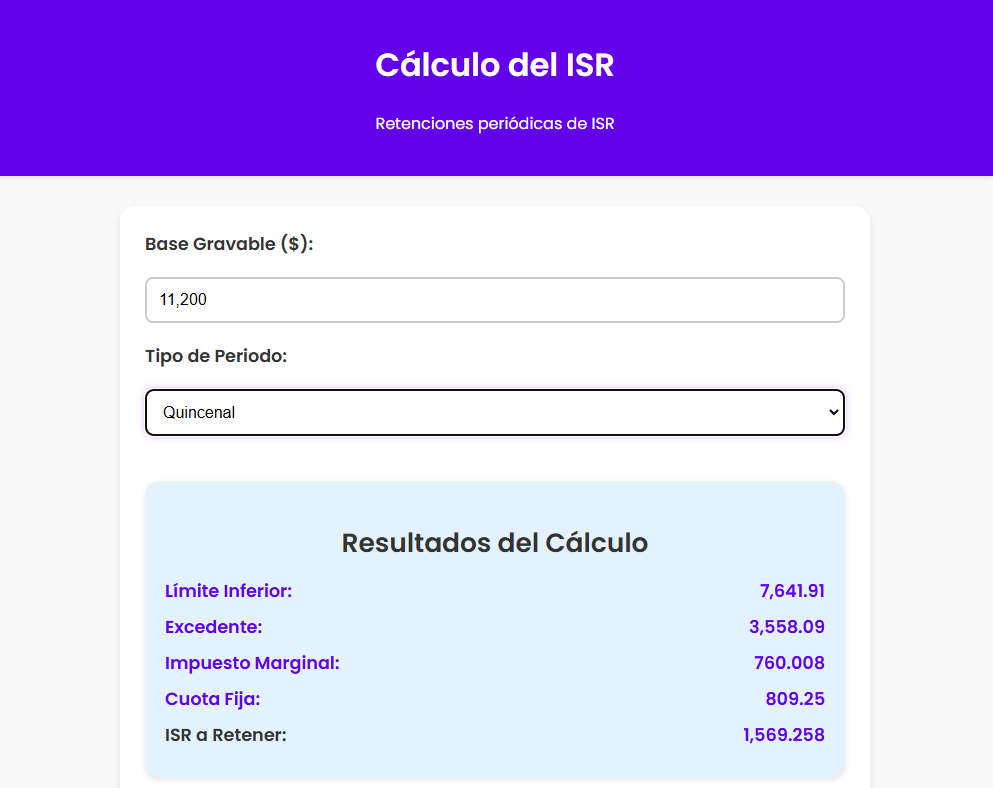 Cálculo del ISR
Retenciones periódicas de ISR
Base Gravable ($):
11,200
Tipo de Periodo:
Quincenal
Resultados del Cálculo
Límite Inferior: 7,641.91
Excedente: 3,558.09
Impuesto Marginal: 760.008
Cuota Fija: 809.25
ISR a Retener: 1,569.258